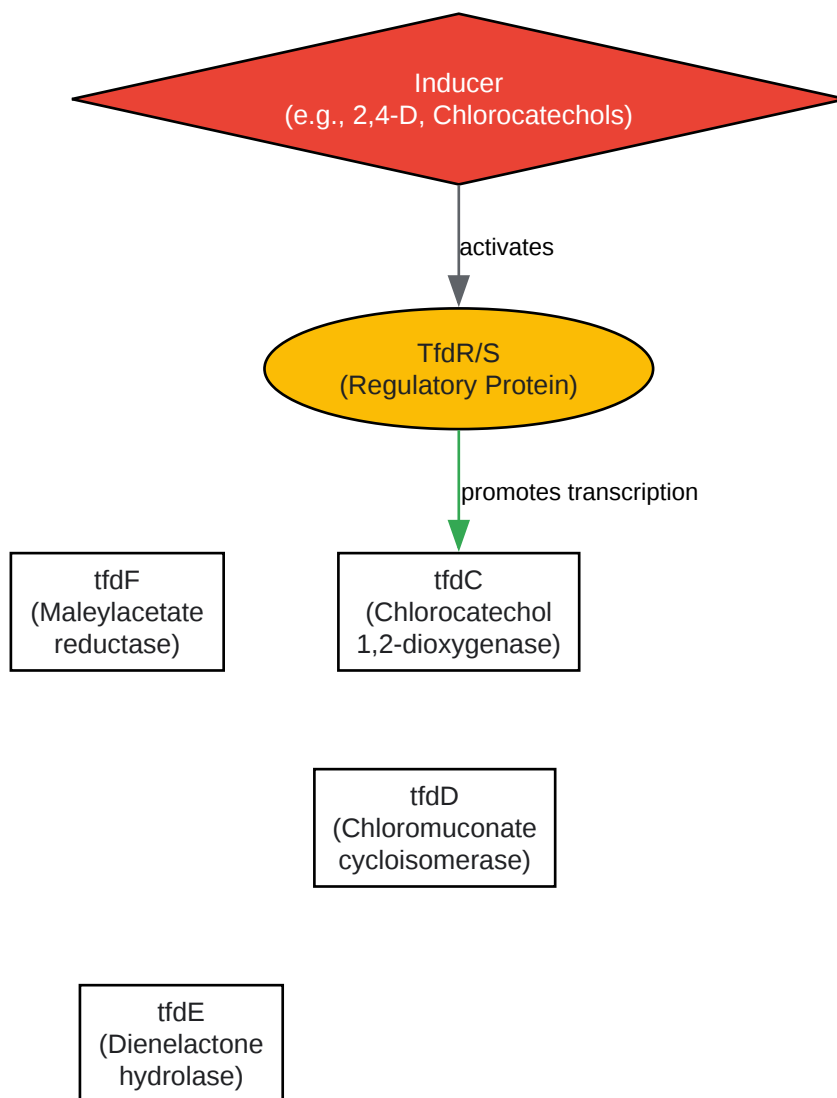 Inducer
(e.g., 2,4-D, Chlorocatechols)
activates
TfdR/S
(Regulatory Protein)
promotes transcription
tfdF
(Maleylacetate
reductase)
tfdC
(Chlorocatechol
1,2-dioxygenase)
tfdD
(Chloromuconate
cycloisomerase)
tfdE
(Dienelactone
hydrolase)